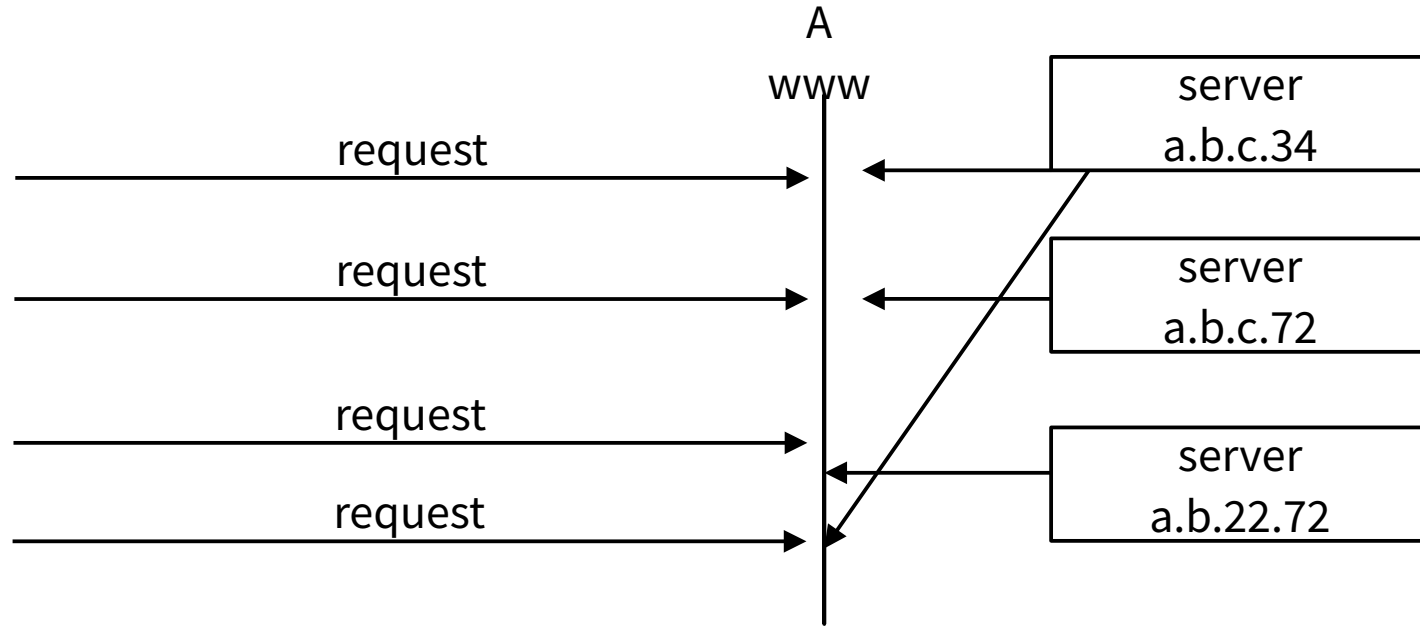 A
www
server
a.b.c.34
request
request
server
a.b.c.72
request
server
a.b.22.72
request